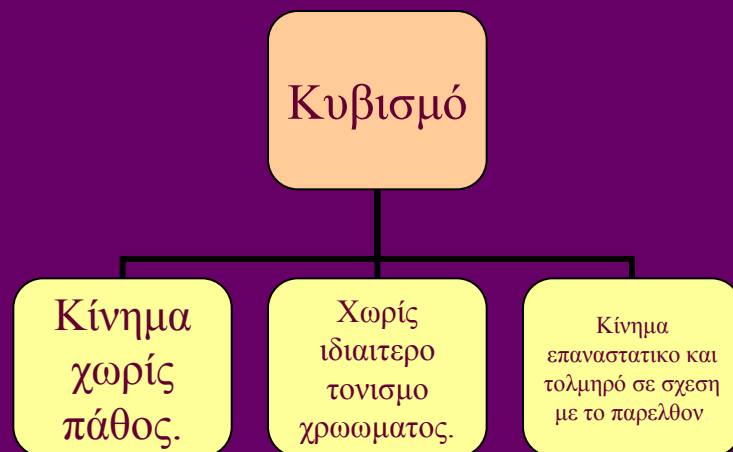 Κυβισμό
Κίνημα
χωρίς
πάθος.
Χωρίς
ιδιαιτερο
τονισμο
χρωωματος.
Κίνημα
επαναστατικο και
τολμηρό σε σχεση
με το παρελθον